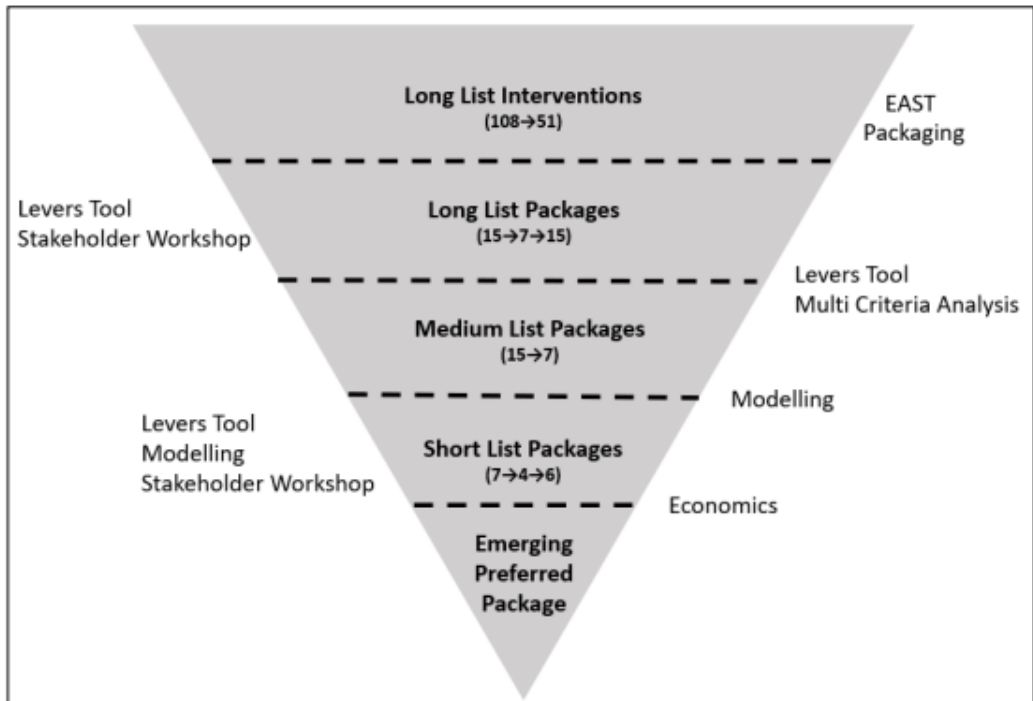 Long List Interventions
(108→51)
EAST
Packaging
Levers Tool
Stakeholder Workshop
Long List Packages
(15→7→15)
Levers Tool
Multi Criteria Analysis
Medium List Packages
(15→7)
Modelling
Levers Tool
Modelling
Stakeholder Workshop
Short List Packages
(7→4→6)
Economics
Emerging
Preferred
Package